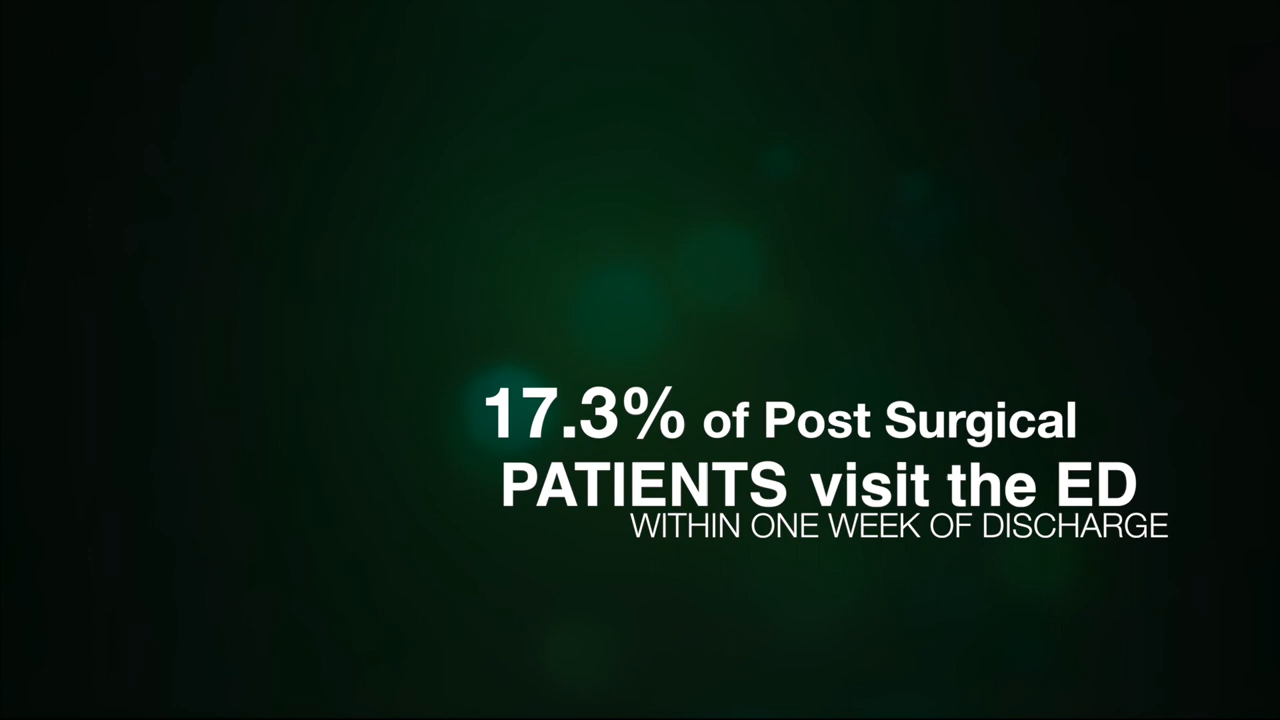 17.3% of Post Surgical
PATIENTS visit the ED
WITHIN ONE WEEK OF DISCHARGE